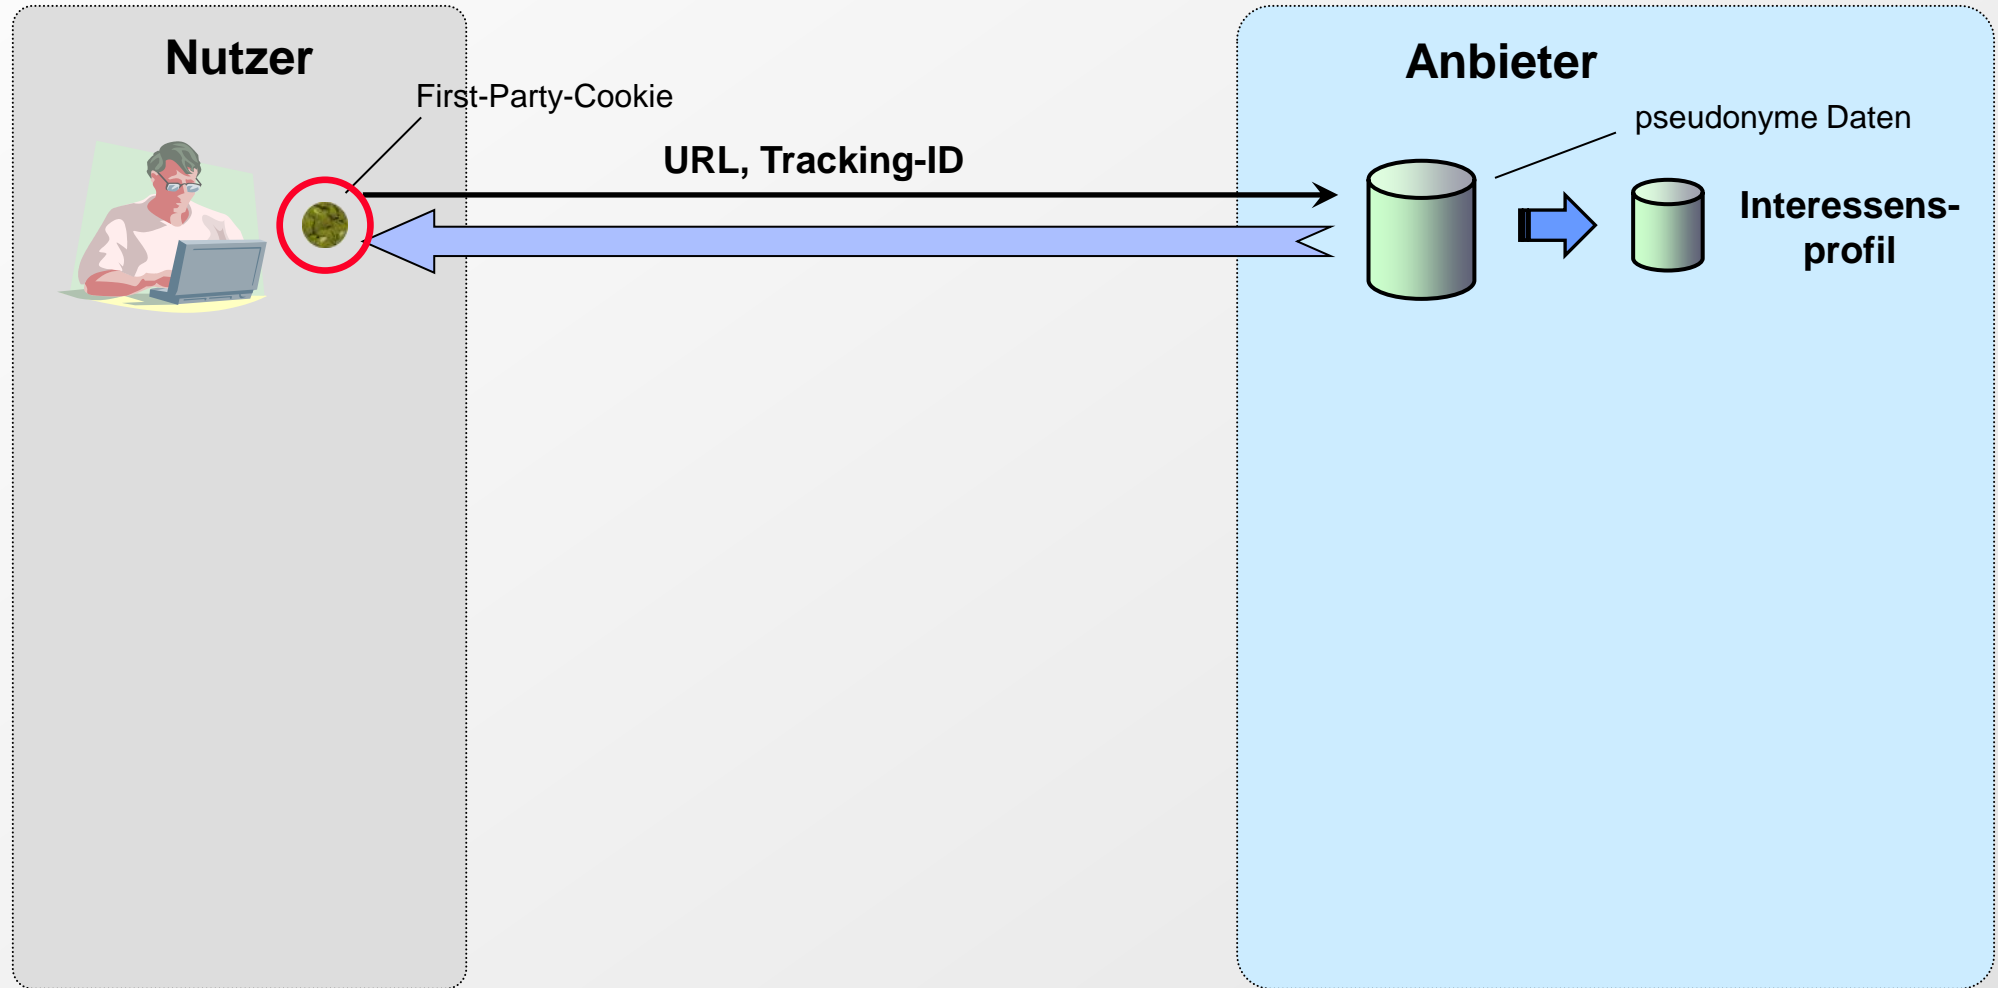 Nutzer
Anbieter
First-Party-Cookie
pseudonyme Daten
URL, Tracking-ID
Interessens-
profil